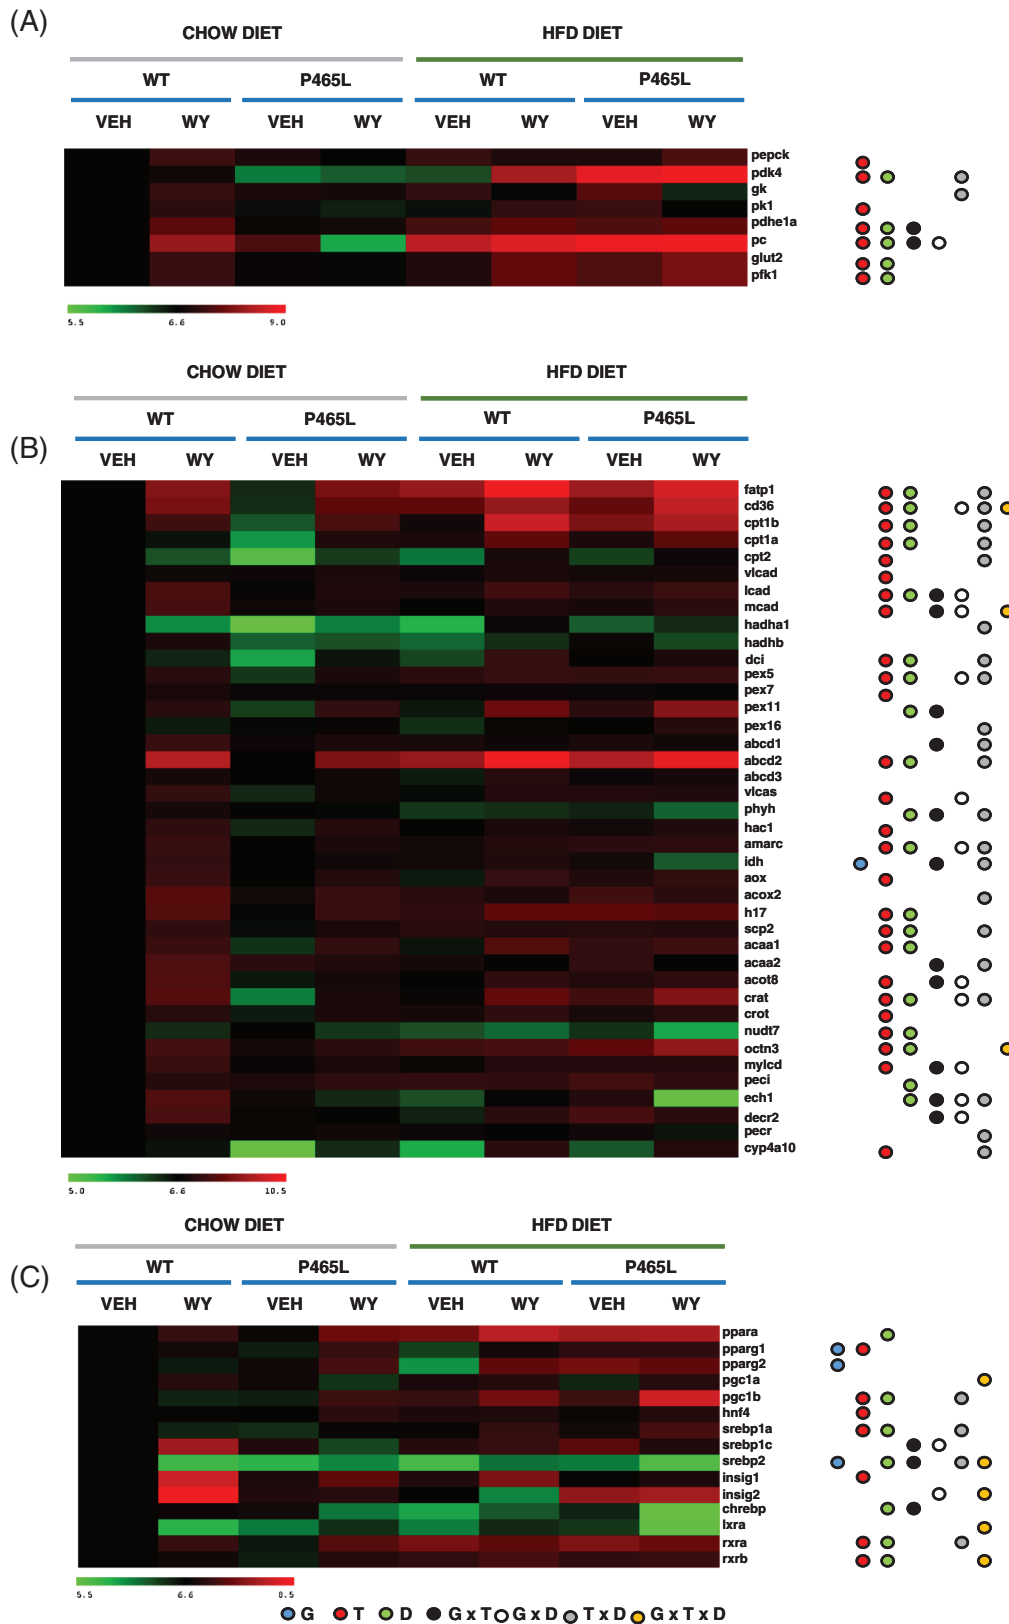 (A)
CHOW DIET HFD DIET
WT P465L WT P465L
VEH WY VEH WY VEH WY VEH WY
pepck
pdk4
gk
pk1
pdhe1a
pc
glut2
pfk1
5.5 6.6 9.0
CHOW DIET HFD DIET
WT P465L WT P465L
(B)
VEH WY VEH WY VEH WY VEH WY
fatp1
cd36
cpt1b
cpt1a
cpt2
vlcad
lcad
mcad
hadha1
hadhb
dci
pex5
pex7
pex11
pex16
abcd1
abcd2
abcd3
vlcas
phyh
hac1
amarc
idh
aox
acox2
h17
scp2
acaa1
acaa2
acot8
crat
crot
nudt7
octn3
mylcd
peci
ech1
decr2
pecr
cyp4a10
5.0 6.6 10.5
CHOW DIET HFD DIET
WT P465L WT P465L
(C)
VEH WY VEH WY VEH WY VEH WY
ppara
pparg1
pparg2
pgc1a
pgc1b
hnf4
srebp1a
srebp1c
srebp2
insig1
insig2
chrebp
lxra
rxra
rxrb
5.5 6.6 8.5
G T D G x T G x D T x D G x T x D